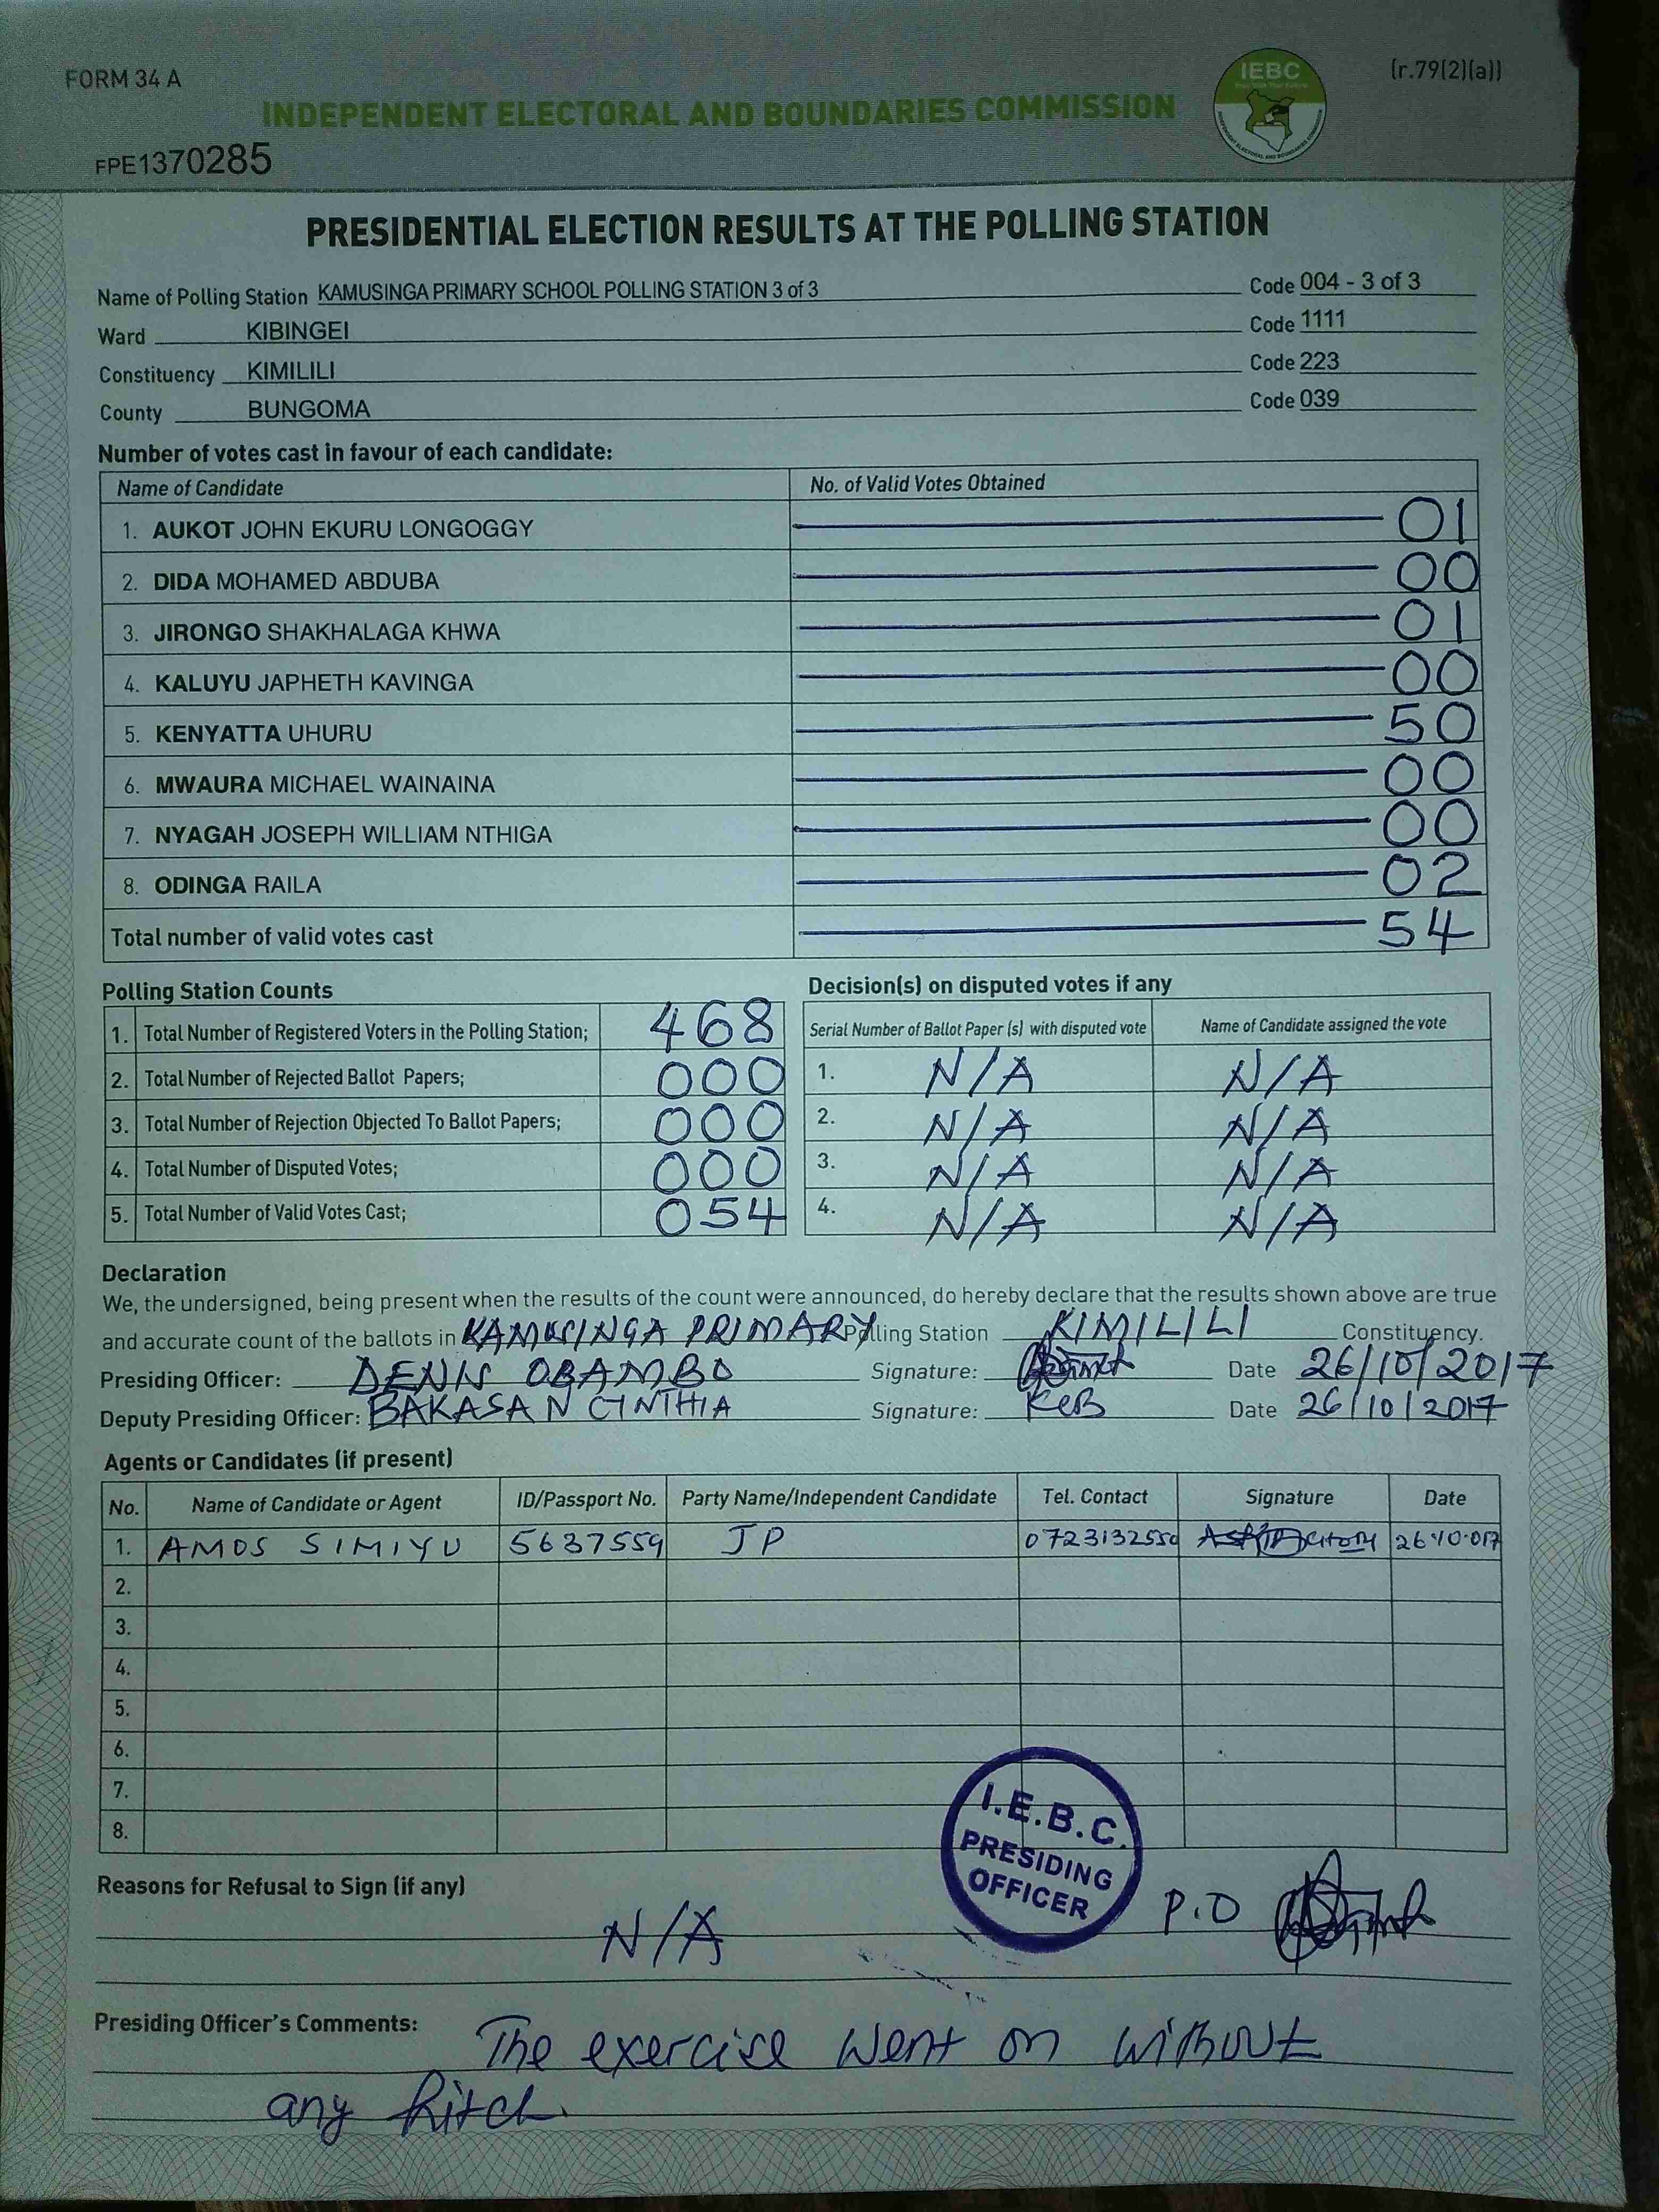 FORM 34 A
(r.79(2)(a))
IEBC
INDEPENDENT ELECTORAL AND BOUNDARIES COMMISSION
FPE1370285
PRESIDENTIAL ELECTION RESULTS AT THE POLLING STATION
Name of Polling Station KAMUSINGA PRIMARY SCHOOL POLLING STATION 3 of 3 Code 004 - 3 of 3
Ward KIBINGEI Code 1111
Constituency KIMILILI Code 223
County BUNGOMA Code 039
Number of votes cast in favour of each candidate:
Name of Candidate No. of Valid Votes Obtained
1. AUKOT JOHN EKURU LONGOGGY 01
2. DIDA MOHAMED ABDUBA 00
3. JIRONGO SHAKHALAGA KHWA 01
4. KALUYU JAPHETH KAVINGA 00
5. KENYATTA UHURU 50
6. MWAURA MICHAEL WAINAINA 00
7. NYAGAH JOSEPH WILLIAM NTHIGA 00
8. ODINGA RAILA 02
Total number of valid votes cast 54
Polling Station Counts
1. Total Number of Registered Voters in the Polling Station; 468
2. Total Number of Rejected Ballot Papers; 000
3. Total Number of Rejection Objected To Ballot Papers; 000
4. Total Number of Disputed Votes; 000
5. Total Number of Valid Votes Cast; 054
Decision(s) on disputed votes if any
Serial Number of Ballot Paper (s) with disputed vote Name of Candidate assigned the vote
1. N/A N/A
2. N/A N/A
3. N/A N/A
4. N/A N/A
Declaration
We, the undersigned, being present when the results of the count were announced, do hereby declare that the results shown above are true
and accurate count of the ballots in KAMUSINGA PRIMARY Polling Station KIMILILI Constituency.
Presiding Officer: DENIS OBAMBO Signature: Date 26/10/2017
Deputy Presiding Officer: BAKASA N CINTHIA Signature: KCB Date 26/10/2017
Agents or Candidates (if present)
No. Name of Candidate or Agent ID/Passport No. Party Name/Independent Candidate Tel. Contact Signature Date
1. AMOS SIMIYU 5637559 JP 0723132550 26-10-017
2.
3.
4.
5.
6.
7.
8.
I.E.B.C.
PRESIDING
OFFICER
Reasons for Refusal to Sign (if any)
P.O
N/A
Presiding Officer's Comments: The exercise went on without
any hitch.